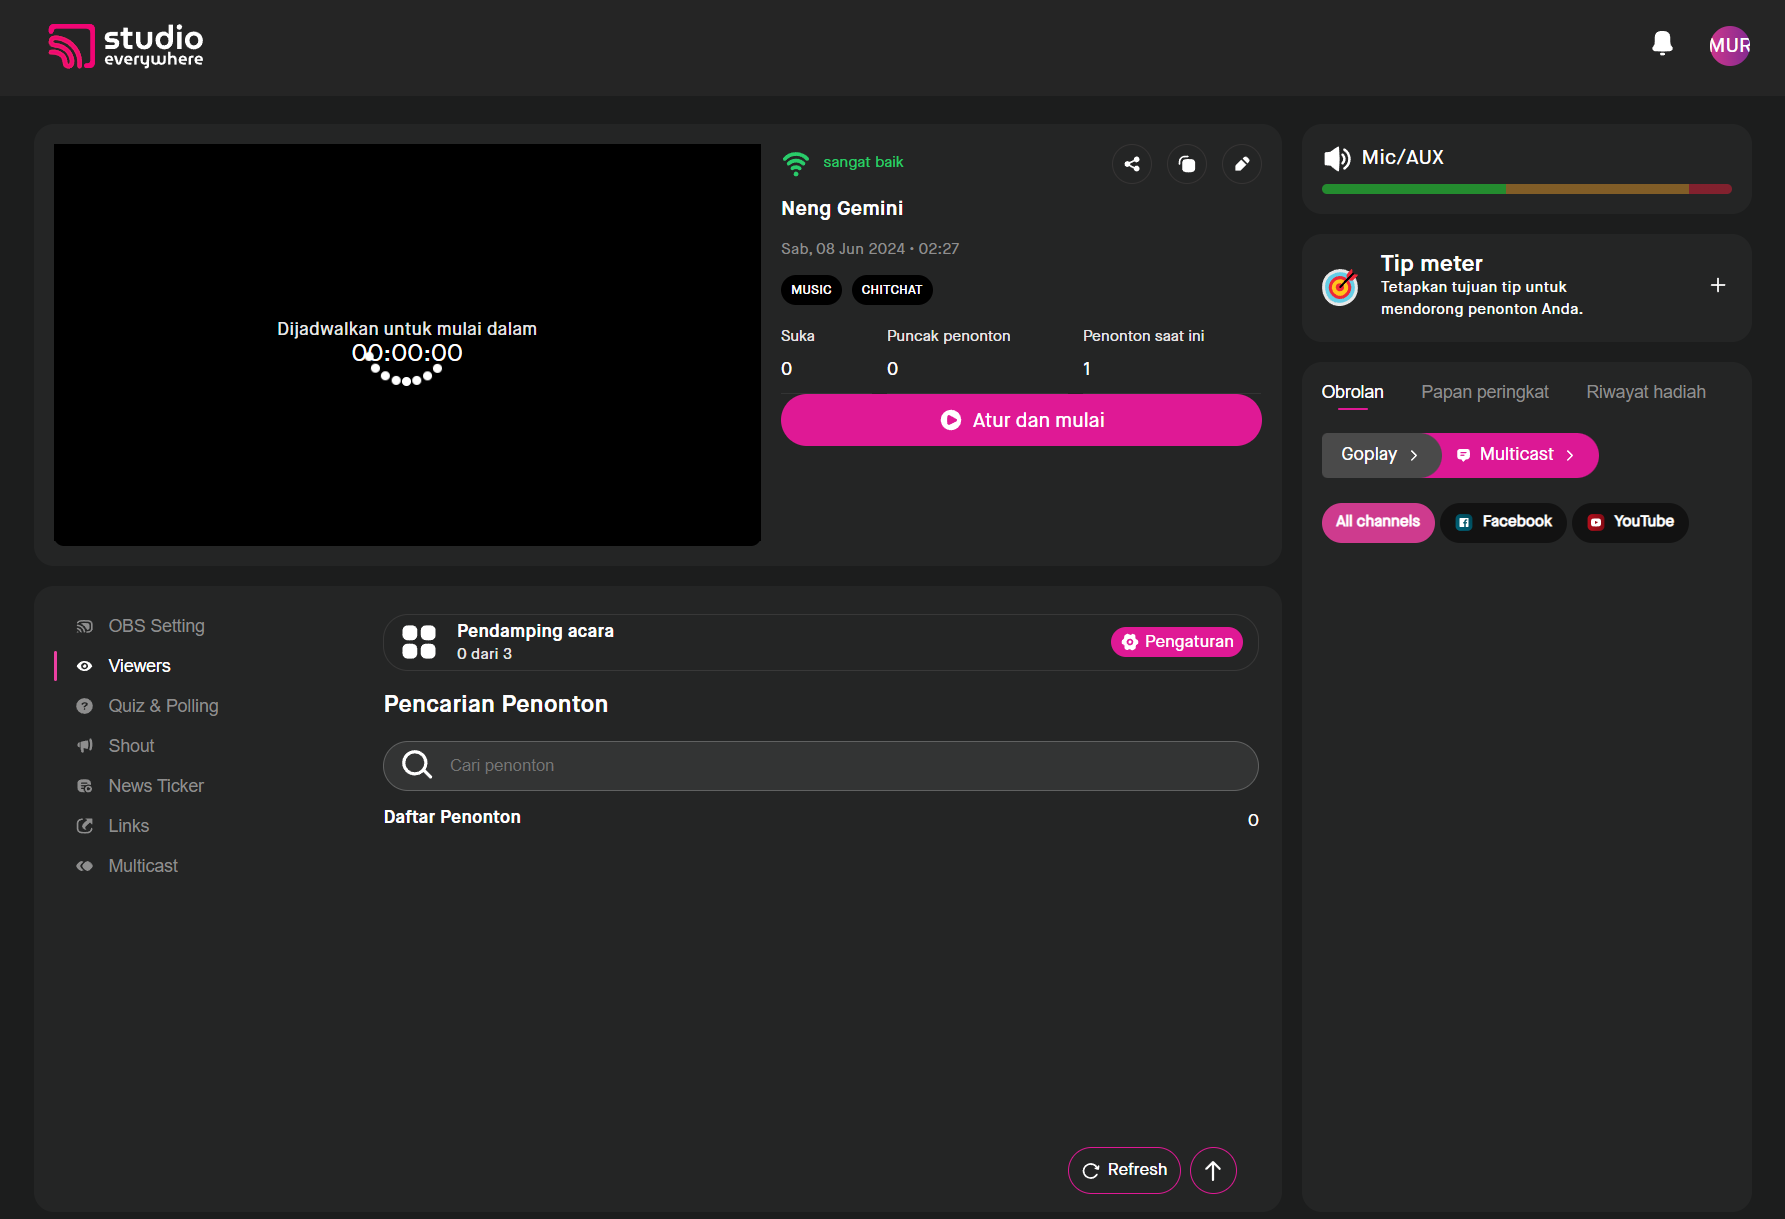 studio
everywhere
MUR
Dijadwalkan untuk mulai dalam
00:00:00
sangat baik
Neng Gemini
Sab, 08 Jun 2024 • 02:27
MUSIC
CHITCHAT
Suka
Puncak penonton
Penonton saat ini
0
0
1
Atur dan mulai
Mic/AUX
Tip meter
Tetapkan tujuan tip untuk
mendorong penonton Anda.
Obrolan
Papan peringkat
Riwayat hadiah
Goplay
Multicast
All channels
Facebook
YouTube
OBS Setting
Viewers
Quiz & Polling
Shout
News Ticker
Links
Multicast
Pendamping acara
0 dari 3
Pengaturan
Pencarian Penonton
Cari penonton
Daftar Penonton
0
Refresh